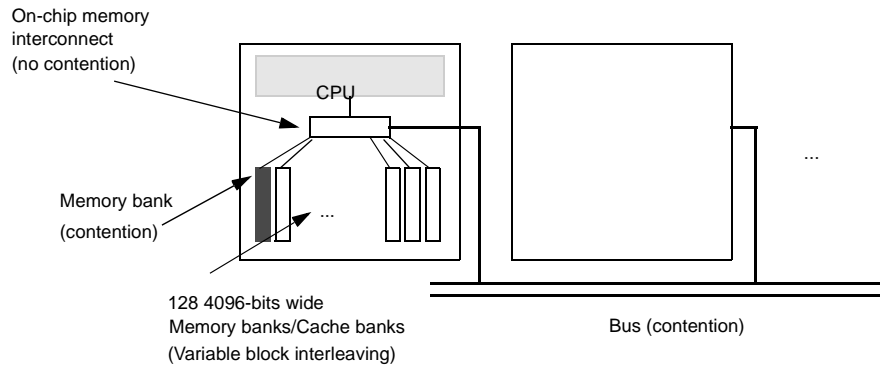 On-chip memory
interconnect
(no contention)
CPU
...
Memory bank
(contention)
...
128 4096-bits wide
Memory banks/Cache banks
(Variable block interleaving)
Bus (contention)